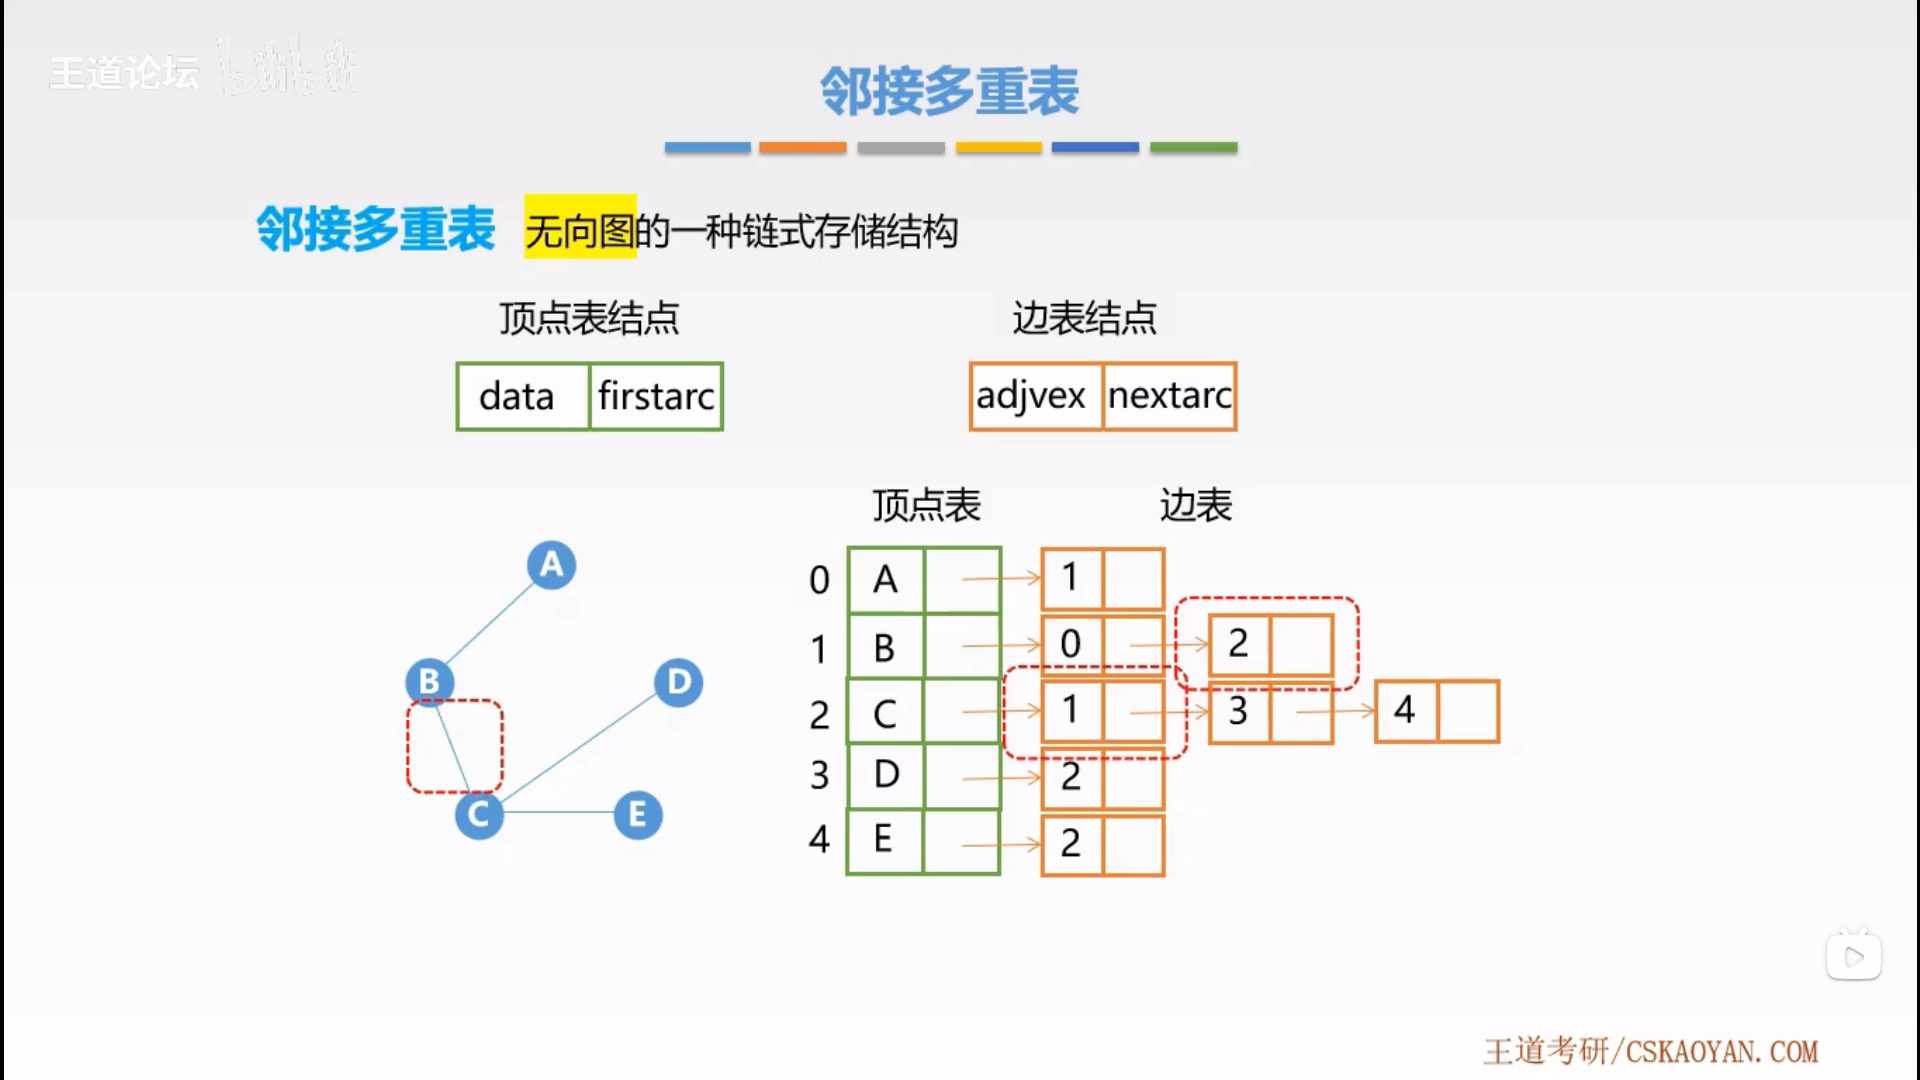 王道论坛 bilibili
邻接多重表
邻接多重表 无向图的一种链式存储结构
顶点表结点 边表结点
data firstarc adjvex nextarc
顶点表 边表
A
B
D
C
E
0 A 1
1 B 0 2
2 C 1 3 4
3 D 2
4 E 2
王道考研/CSKAOYAN.COM